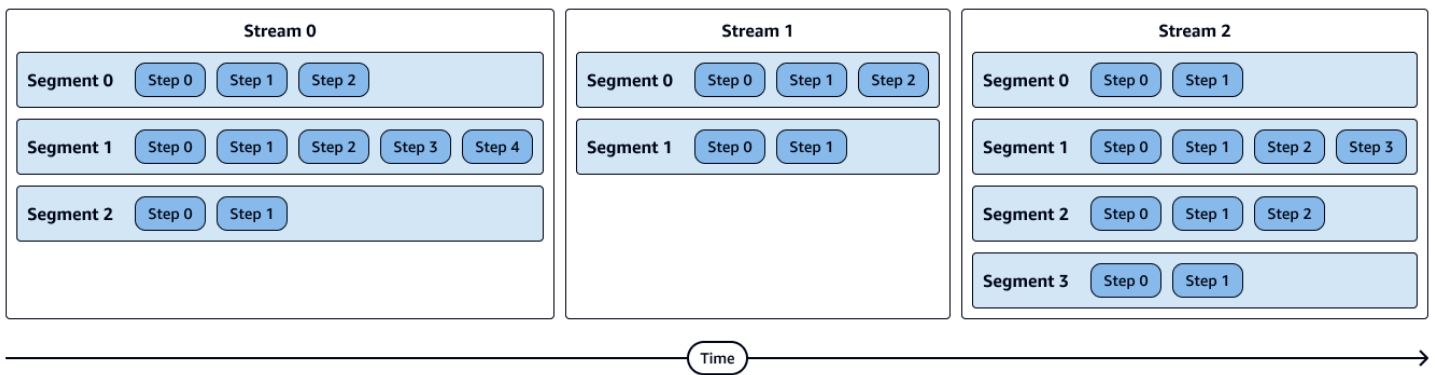 Stream 0
Segment 0 Step 0 Step 1 Step 2
Segment 1 Step 0 Step 1 Step 2 Step 3 Step 4
Segment 2 Step 0 Step 1
Stream 1
Segment 0 Step 0 Step 1 Step 2
Segment 1 Step 0 Step 1
Stream 2
Segment 0 Step 0 Step 1
Segment 1 Step 0 Step 1 Step 2 Step 3
Segment 2 Step 0 Step 1 Step 2
Segment 3 Step 0 Step 1
Time